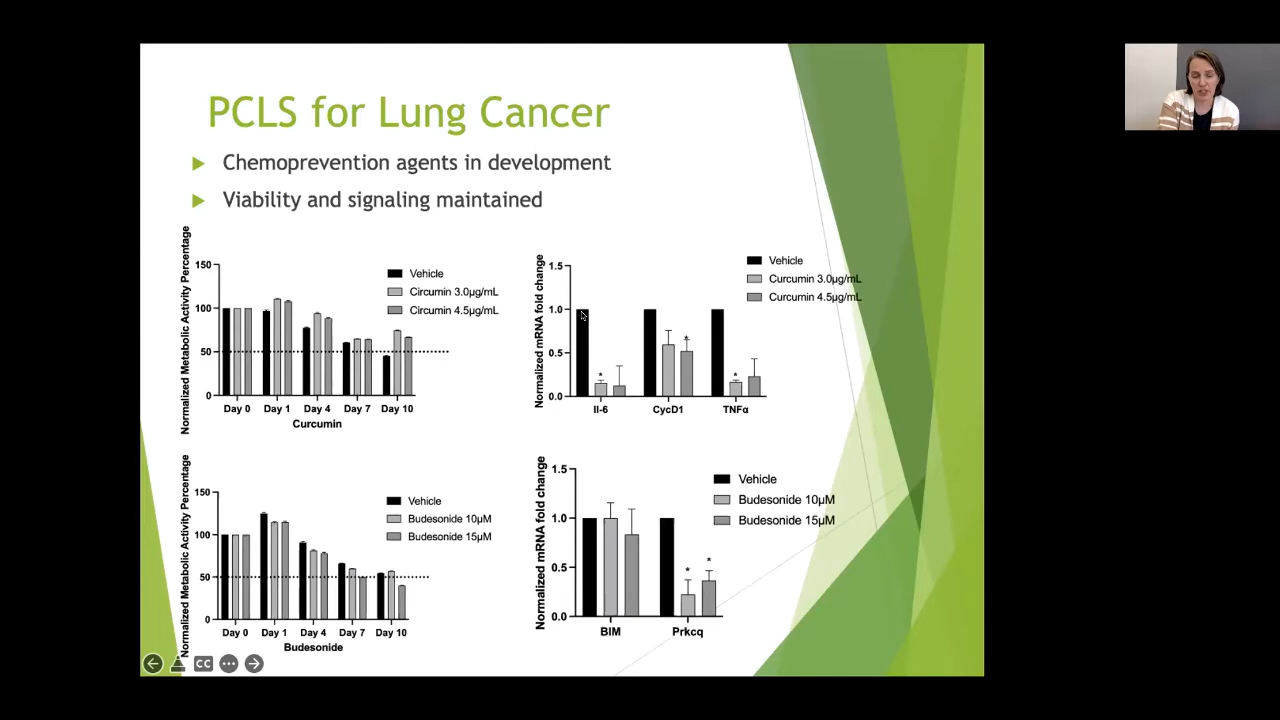 PCLS for Lung Cancer
Chemoprevention agents in development
Viability and signaling maintained
Normalized Metabolic Activity Percentage
150
100
50
0
Vehicle
Circumin 3.0µg/mL
Circumin 4.5µg/mL
Day 0 Day 1 Day 4 Day 7 Day 10
Curcumin
Normalized mRNA fold change
1.5
1.0
0.5
0.0
Vehicle
Curcumin 3.0µg/mL
Curcumin 4.5µg/mL
* * *
Il-6 CycD1 TNFα
Normalized Metabolic Activity Percentage
150
100
50
0
Vehicle
Budesonide 10µM
Budesonide 15µM
Day 0 Day 1 Day 4 Day 7 Day 10
Budesonide
Normalized mRNA fold change
1.5
1.0
0.5
0.0
Vehicle
Budesonide 10µM
Budesonide 15µM
* *
BIM Prkcq
CC